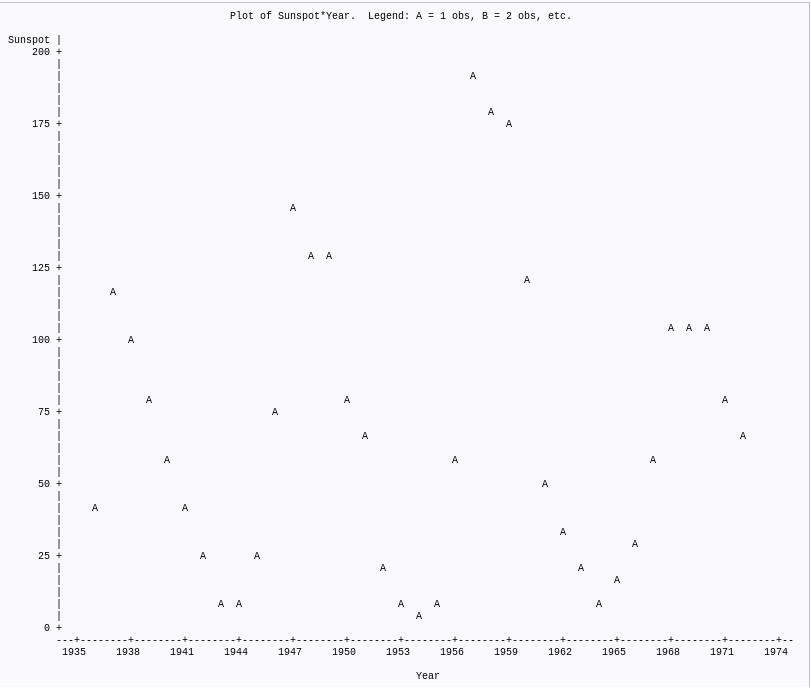 Plot of Sunspot*Year.  Legend: A = 1 obs, B = 2 obs, etc.
Sunspot |
200 +
|
| A
|
|
| A
175 + A
|
|
|
|
|
150 +
| A
|
|
|
| A A
125 +
| A
| A
|
|
| A A A
100 + A
|
|
|
|
| A A A
75 + A
|
| A A
|
| A A A
|
50 + A
|
| A A
|
| A
| A
25 + A A
| A A
| A
|
| A A A A A
| A
0 +
---+--------+--------+--------+--------+--------+--------+--------+--------+--------+--------+--------+--------+--------+--
1935 1938 1941 1944 1947 1950 1953 1956 1959 1962 1965 1968 1971 1974
Year